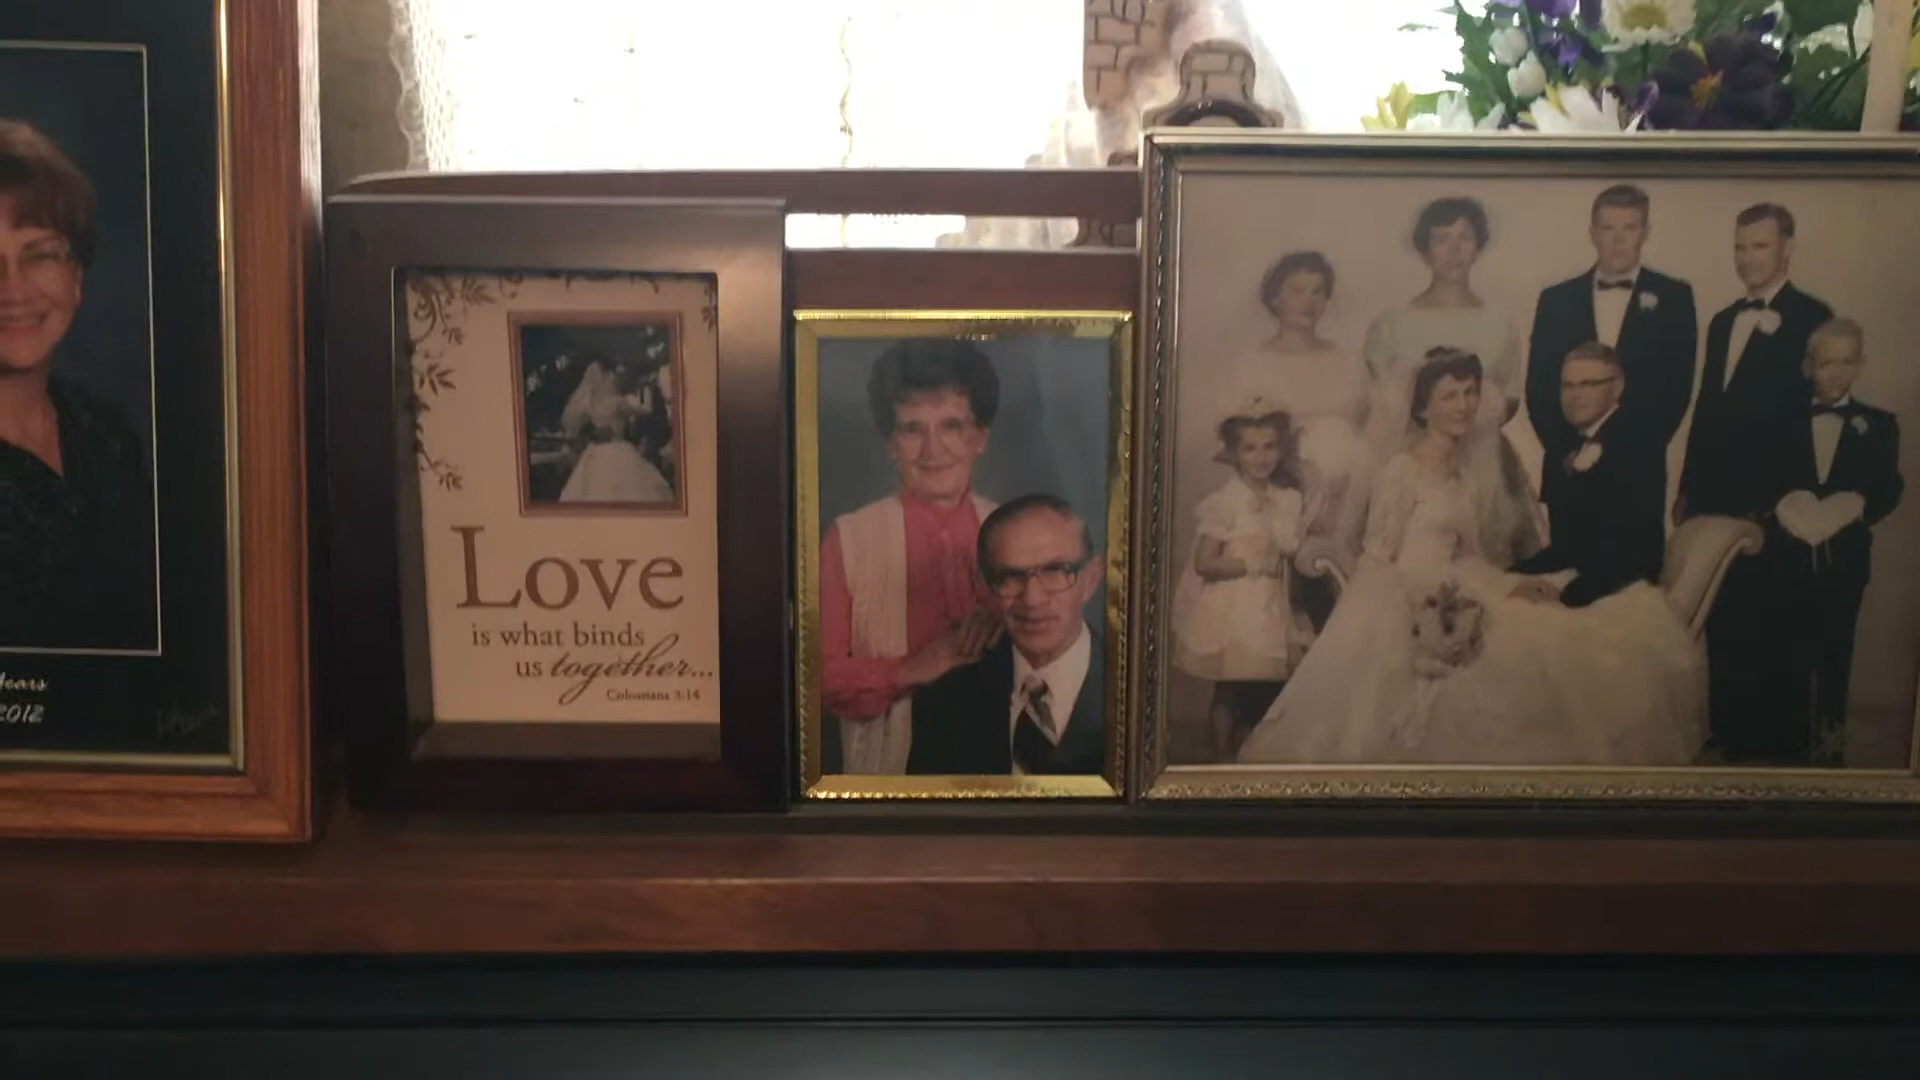 2012
Love
is what binds
us together...
Colossians 3:14